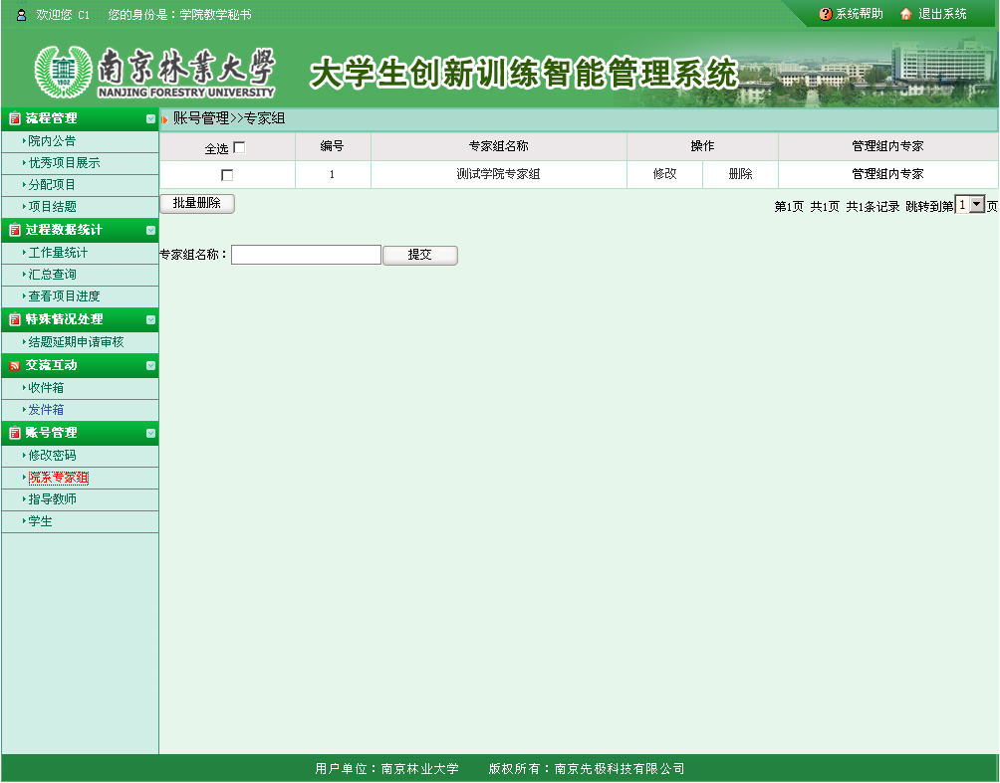 欢迎您 C1 您的身份是：学院教学秘书
系统帮助 退出系统
南京林業大學
NANJING FORESTRY UNIVERSITY
1902
大学生创新训练智能管理系统
流程管理
院内公告
优秀项目展示
分配项目
项目结题
过程数据统计
工作量统计
汇总查询
查看项目进度
特殊情况处理
结题延期申请审核
交流互动
收件箱
发件箱
账号管理
修改密码
院系专家组
指导教师
学生
账号管理>>专家组
全选 编号 专家组名称 操作 管理组内专家
1 测试学院专家组 修改 删除 管理组内专家
批量删除 第1页 共1页 共1条记录 跳转到第 1 页
专家组名称： 提交
用户单位：南京林业大学 版权所有：南京先极科技有限公司